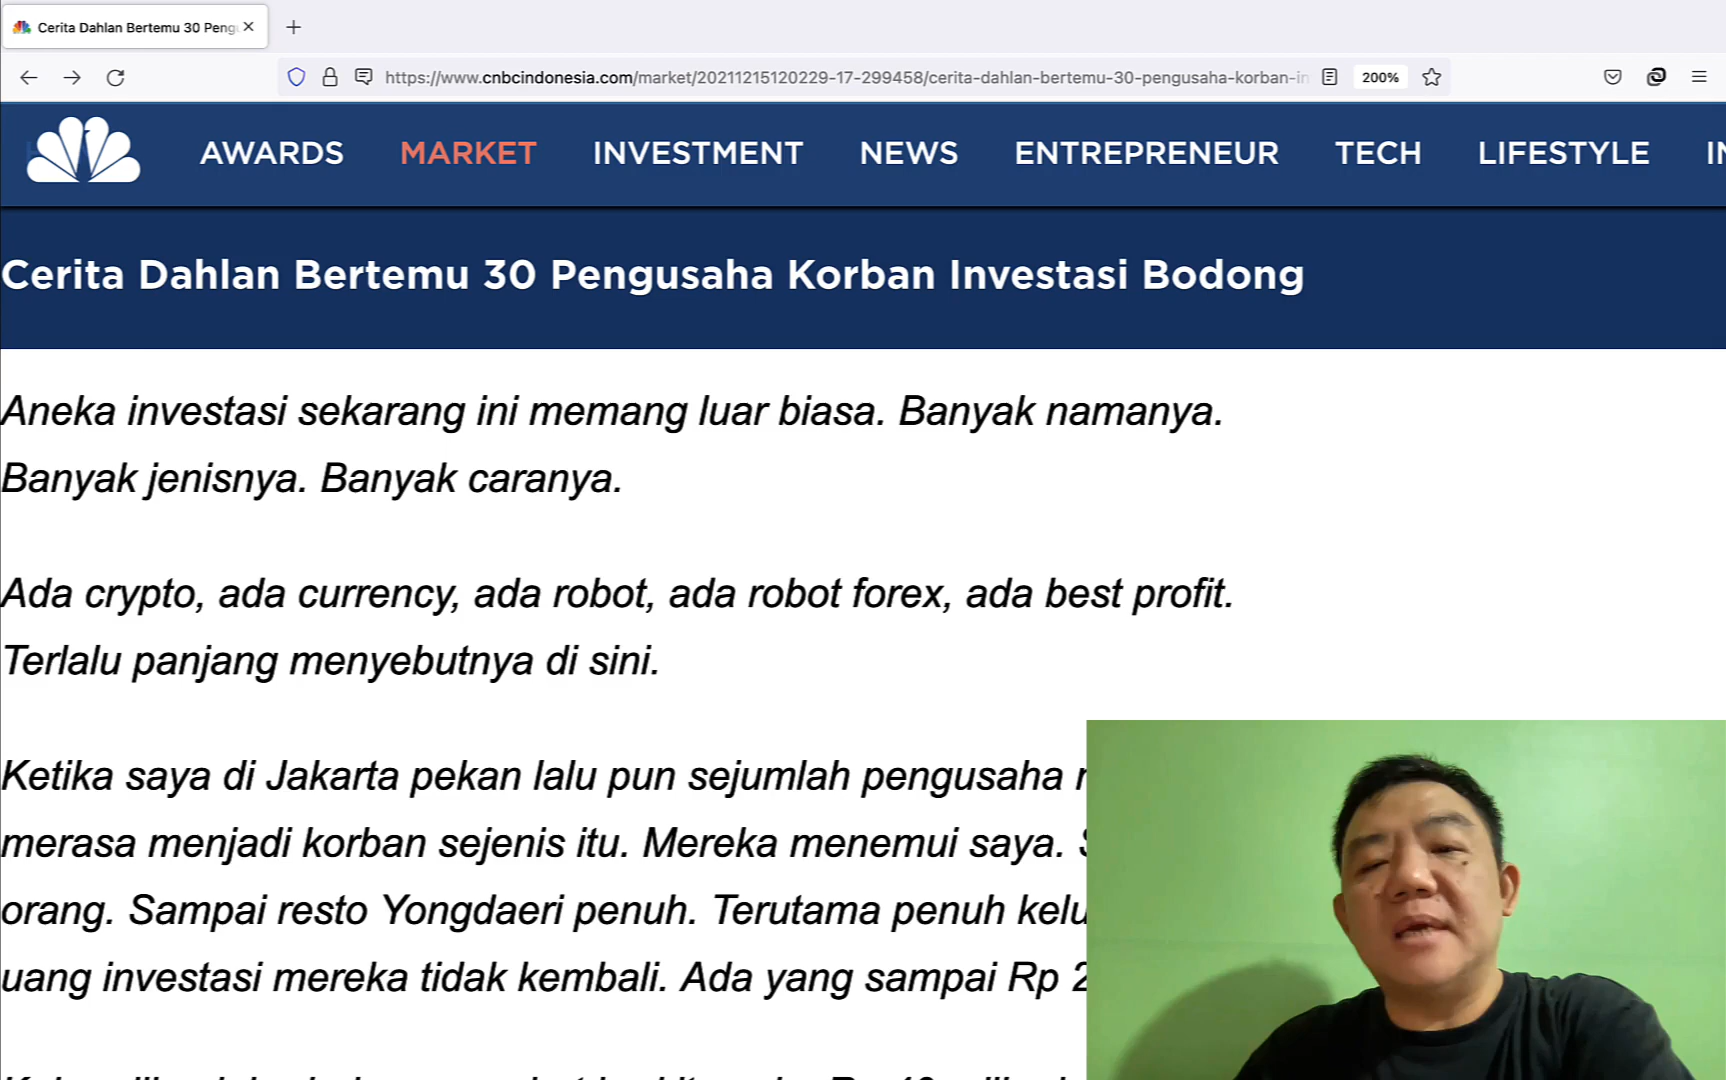 Cerita Dahlan Bertemu 30 Peng
https://www.cnbcindonesia.com/market/20211215120229-17-299458/cerita-dahlan-bertemu-30-pengusaha-korban-in
200%
AWARDS MARKET INVESTMENT NEWS ENTREPRENEUR TECH LIFESTYLE
Cerita Dahlan Bertemu 30 Pengusaha Korban Investasi Bodong
Aneka investasi sekarang ini memang luar biasa. Banyak namanya.
Banyak jenisnya. Banyak caranya.
Ada crypto, ada currency, ada robot, ada robot forex, ada best profit.
Terlalu panjang menyebutnya di sini.
Ketika saya di Jakarta pekan lalu pun sejumlah pengusaha
merasa menjadi korban sejenis itu. Mereka menemui saya.
orang. Sampai resto Yongdaeri penuh. Terutama penuh kelu
uang investasi mereka tidak kembali. Ada yang sampai Rp 2